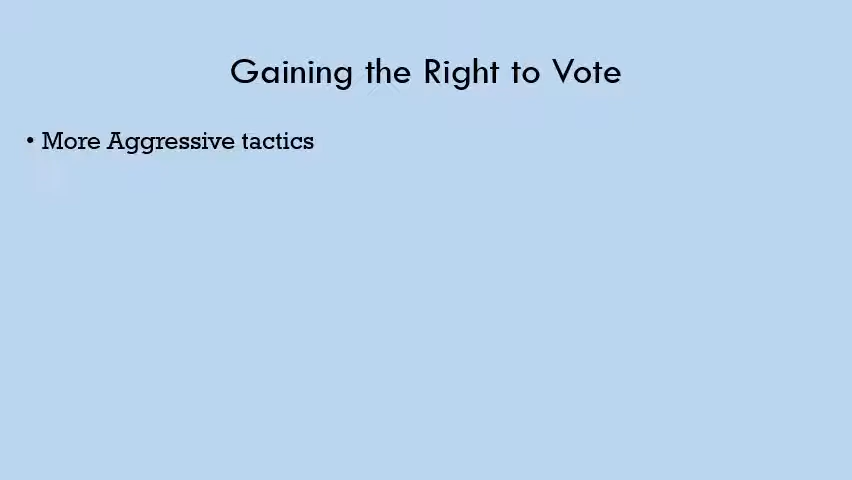 Gaining the Right to Vote
• More Aggressive tactics